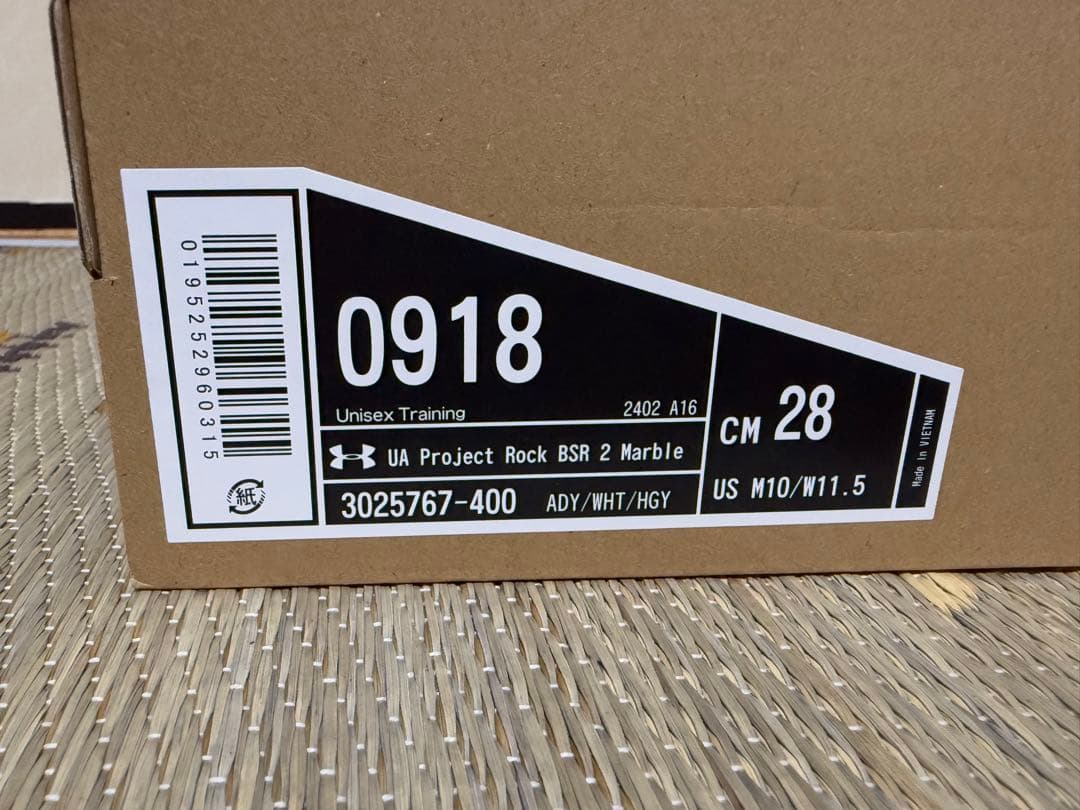 0195252960315
紙
0918
Unisex Training
2402 A16
UA Project Rock BSR 2 Marble
3025767-400
ADY/WHT/HGY
CM 28
US M10/W11.5
Made In VIETNAM